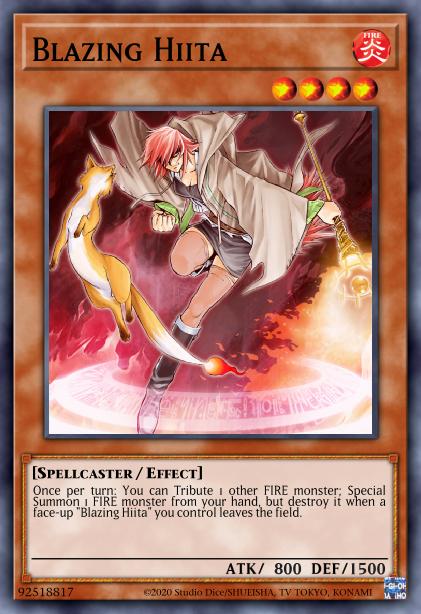 Blazing Hiita
FIRE
炎
[Spellcaster / Effect]
Once per turn: You can Tribute 1 other FIRE monster; Special
Summon 1 FIRE monster from your hand, but destroy it when a
face-up "Blazing Hiita" you control leaves the field.
ATK/ 800 DEF/1500
92518817
©2020 Studio Dice/SHUEISHA, TV TOKYO, KONAMI